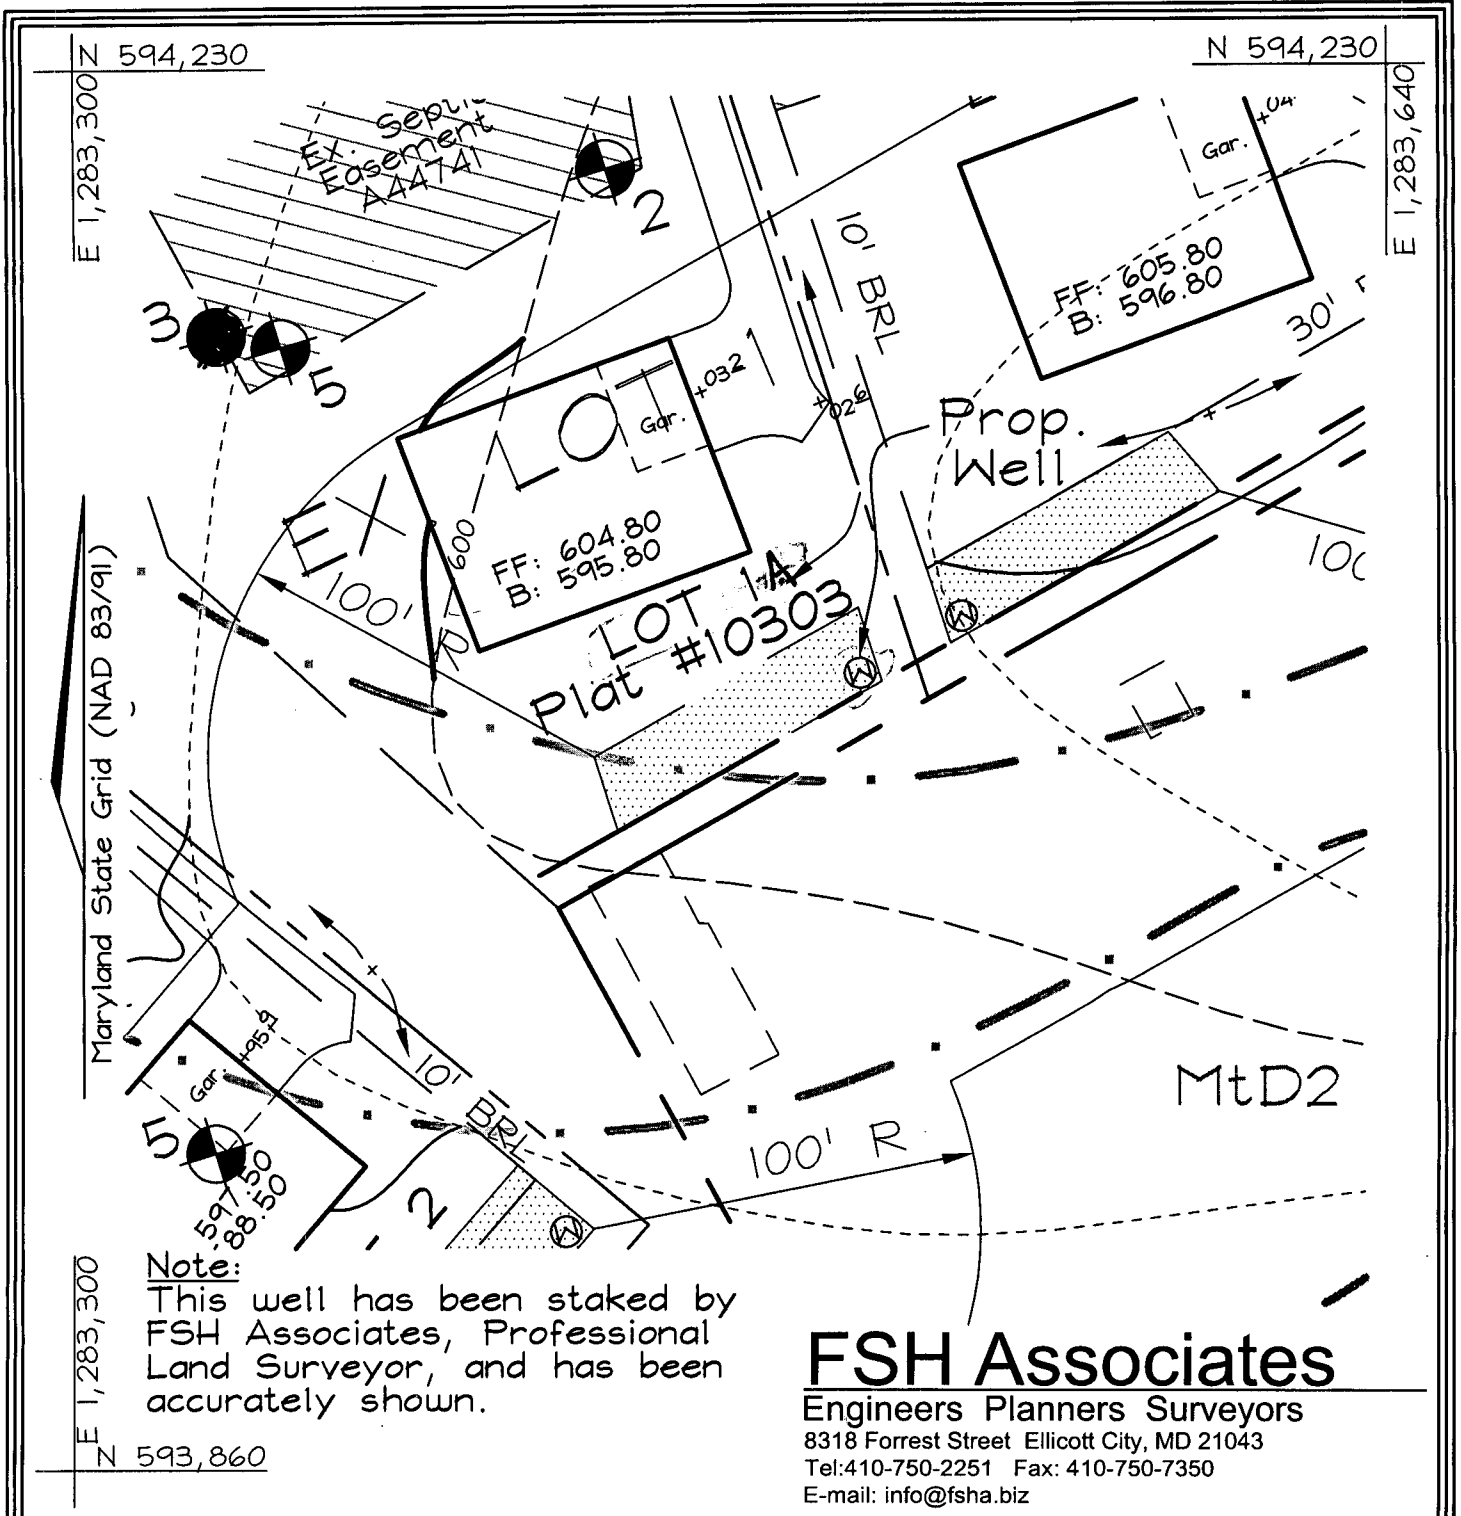 N 594,230
N 594,230
E 1,283,300
E 1,283,640
Ex. Septic
Easement
A44741
2
3
5
10' BRL
Gar.
+04
FF: 605.80
B: 596.80
30'
+032
1
+026
LOT
Gar.
Prop.
Well
EX
600
FF: 604.80
B: 595.80
100' R
LOT 1A
Plat #10303
W
W
100
Maryland State Grid (NAD 83/91)
10' BRL
+959
Gar.
5
597.50
88.50
2
W
100' R
MtD2
Note:
This well has been staked by
FSH Associates, Professional
Land Surveyor, and has been
accurately shown.
E 1,283,300
N 593,860
FSH Associates
Engineers Planners Surveyors
8318 Forrest Street Ellicott City, MD 21043
Tel:410-750-2251 Fax: 410-750-7350
E-mail: info@fsha.biz